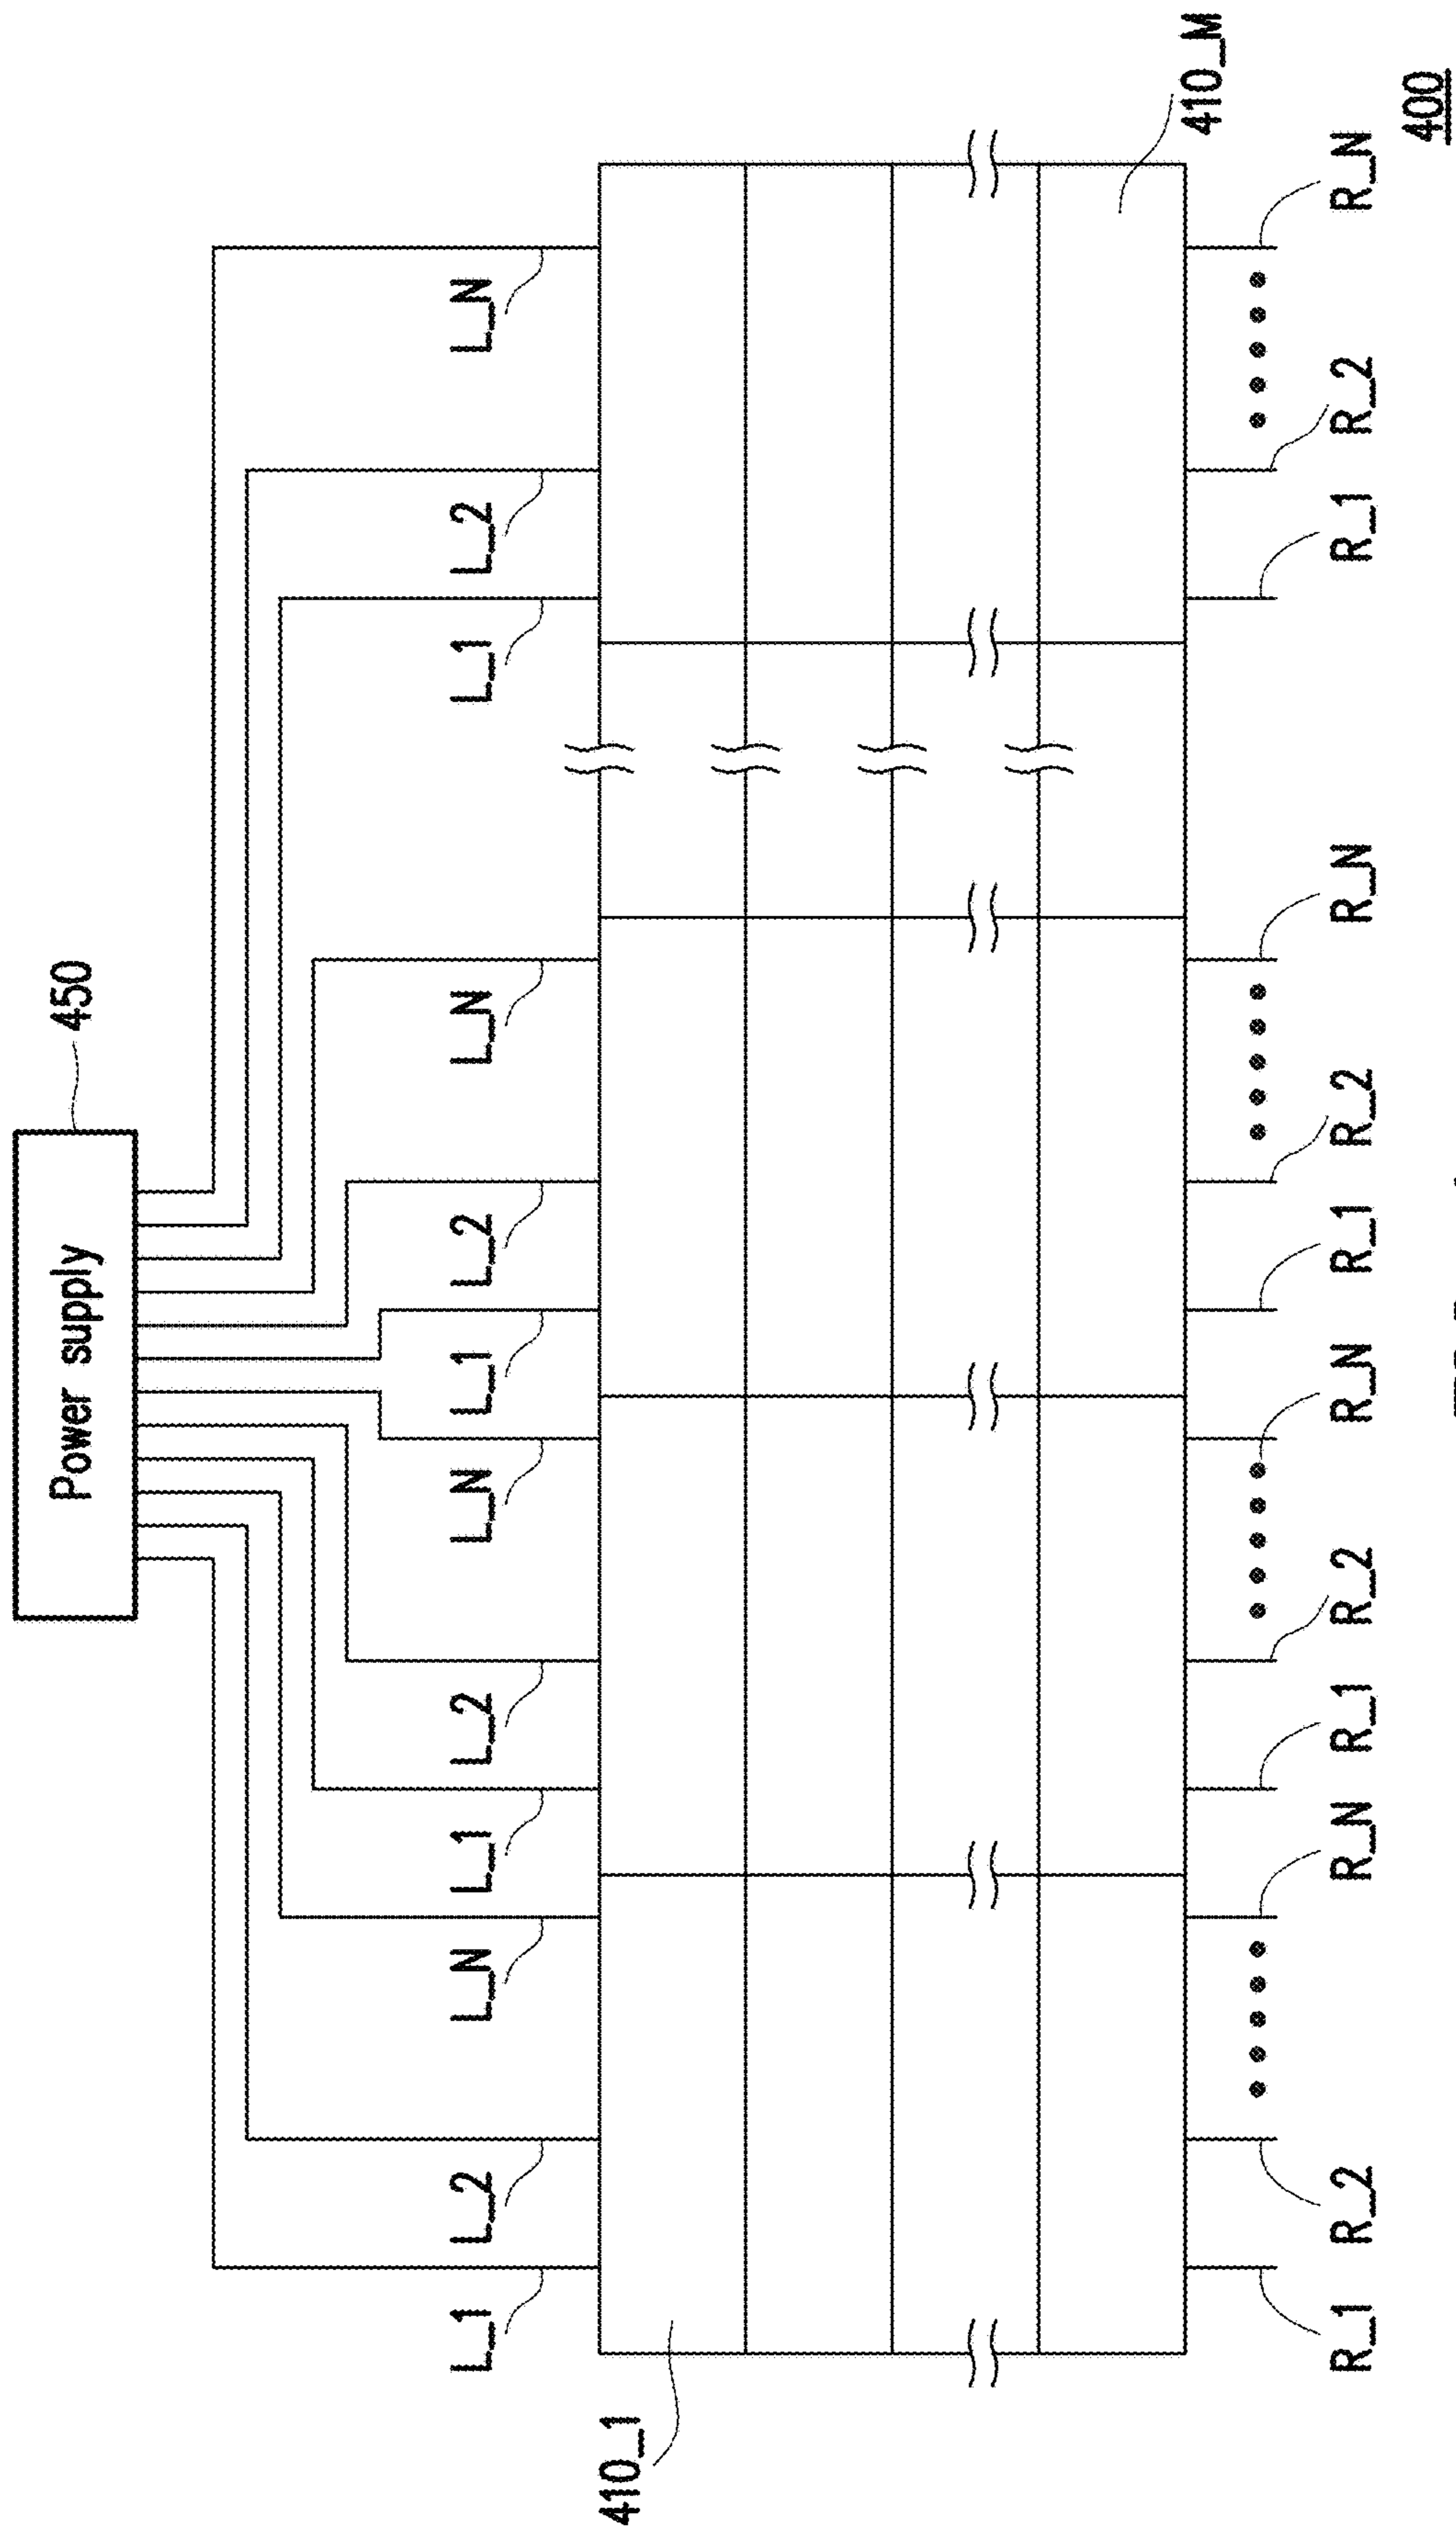 Power supply
450
L_1
L_2
L_N
L_1
L_2
L_N
L_1
L_2
L_N
L_1
L_2
L_N
410_1
410_M
R_1
R_2
R_N
R_1
R_2
R_N
R_1
R_2
R_N
R_1
R_2
R_N
400